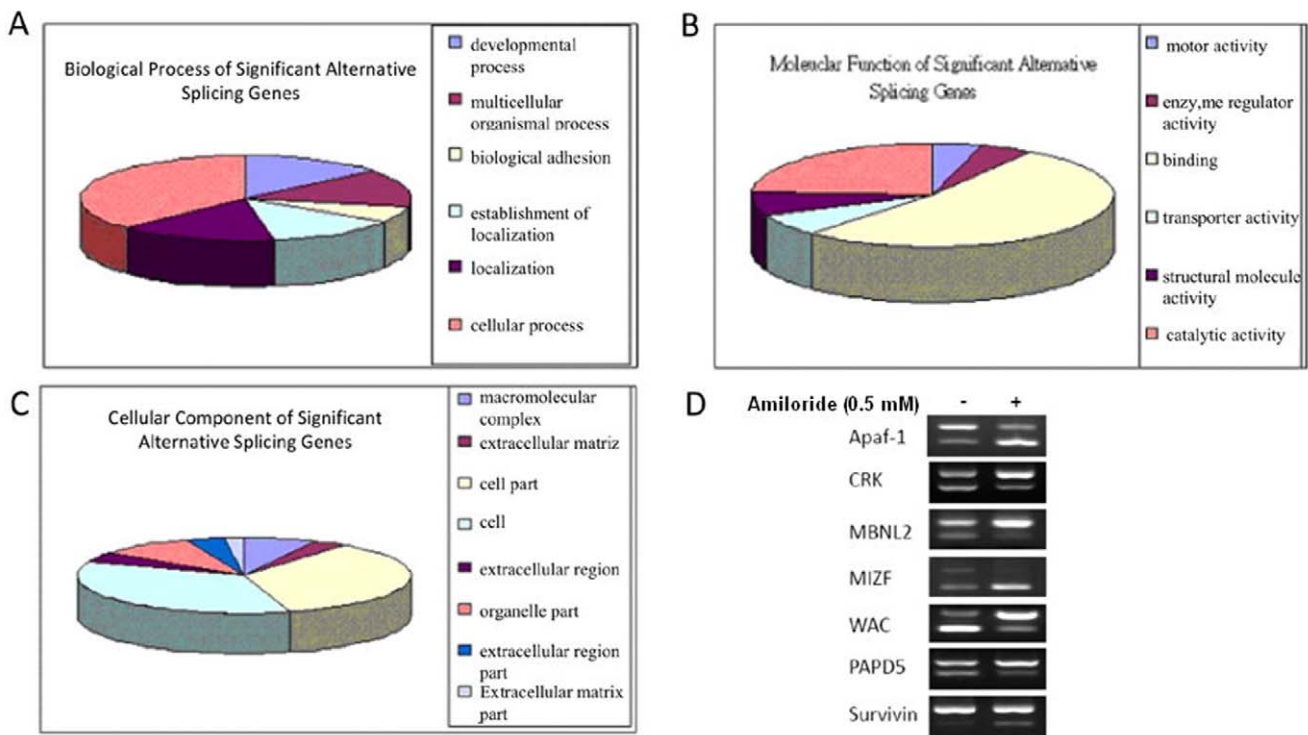 A
Biological Process of Significant Alternative
Splicing Genes
developmental
process
multicellular
organismal process
biological adhesion
establishment of
localization
localization
cellular process
B
Moleuclar Function of Significant Alternative
Splicing Genes
motor activity
enzy,me regulator
activity
binding
transporter activity
structural molecule
activity
catalytic activity
C
Cellular Component of Significant
Alternative Splicing Genes
macromolecular
complex
extracellular matriz
cell part
cell
extracellular region
organelle part
extracellular region
part
Extracellular matrix
part
D
Amiloride (0.5 mM) - +
Apaf-1
CRK
MBNL2
MIZF
WAC
PAPD5
Survivin